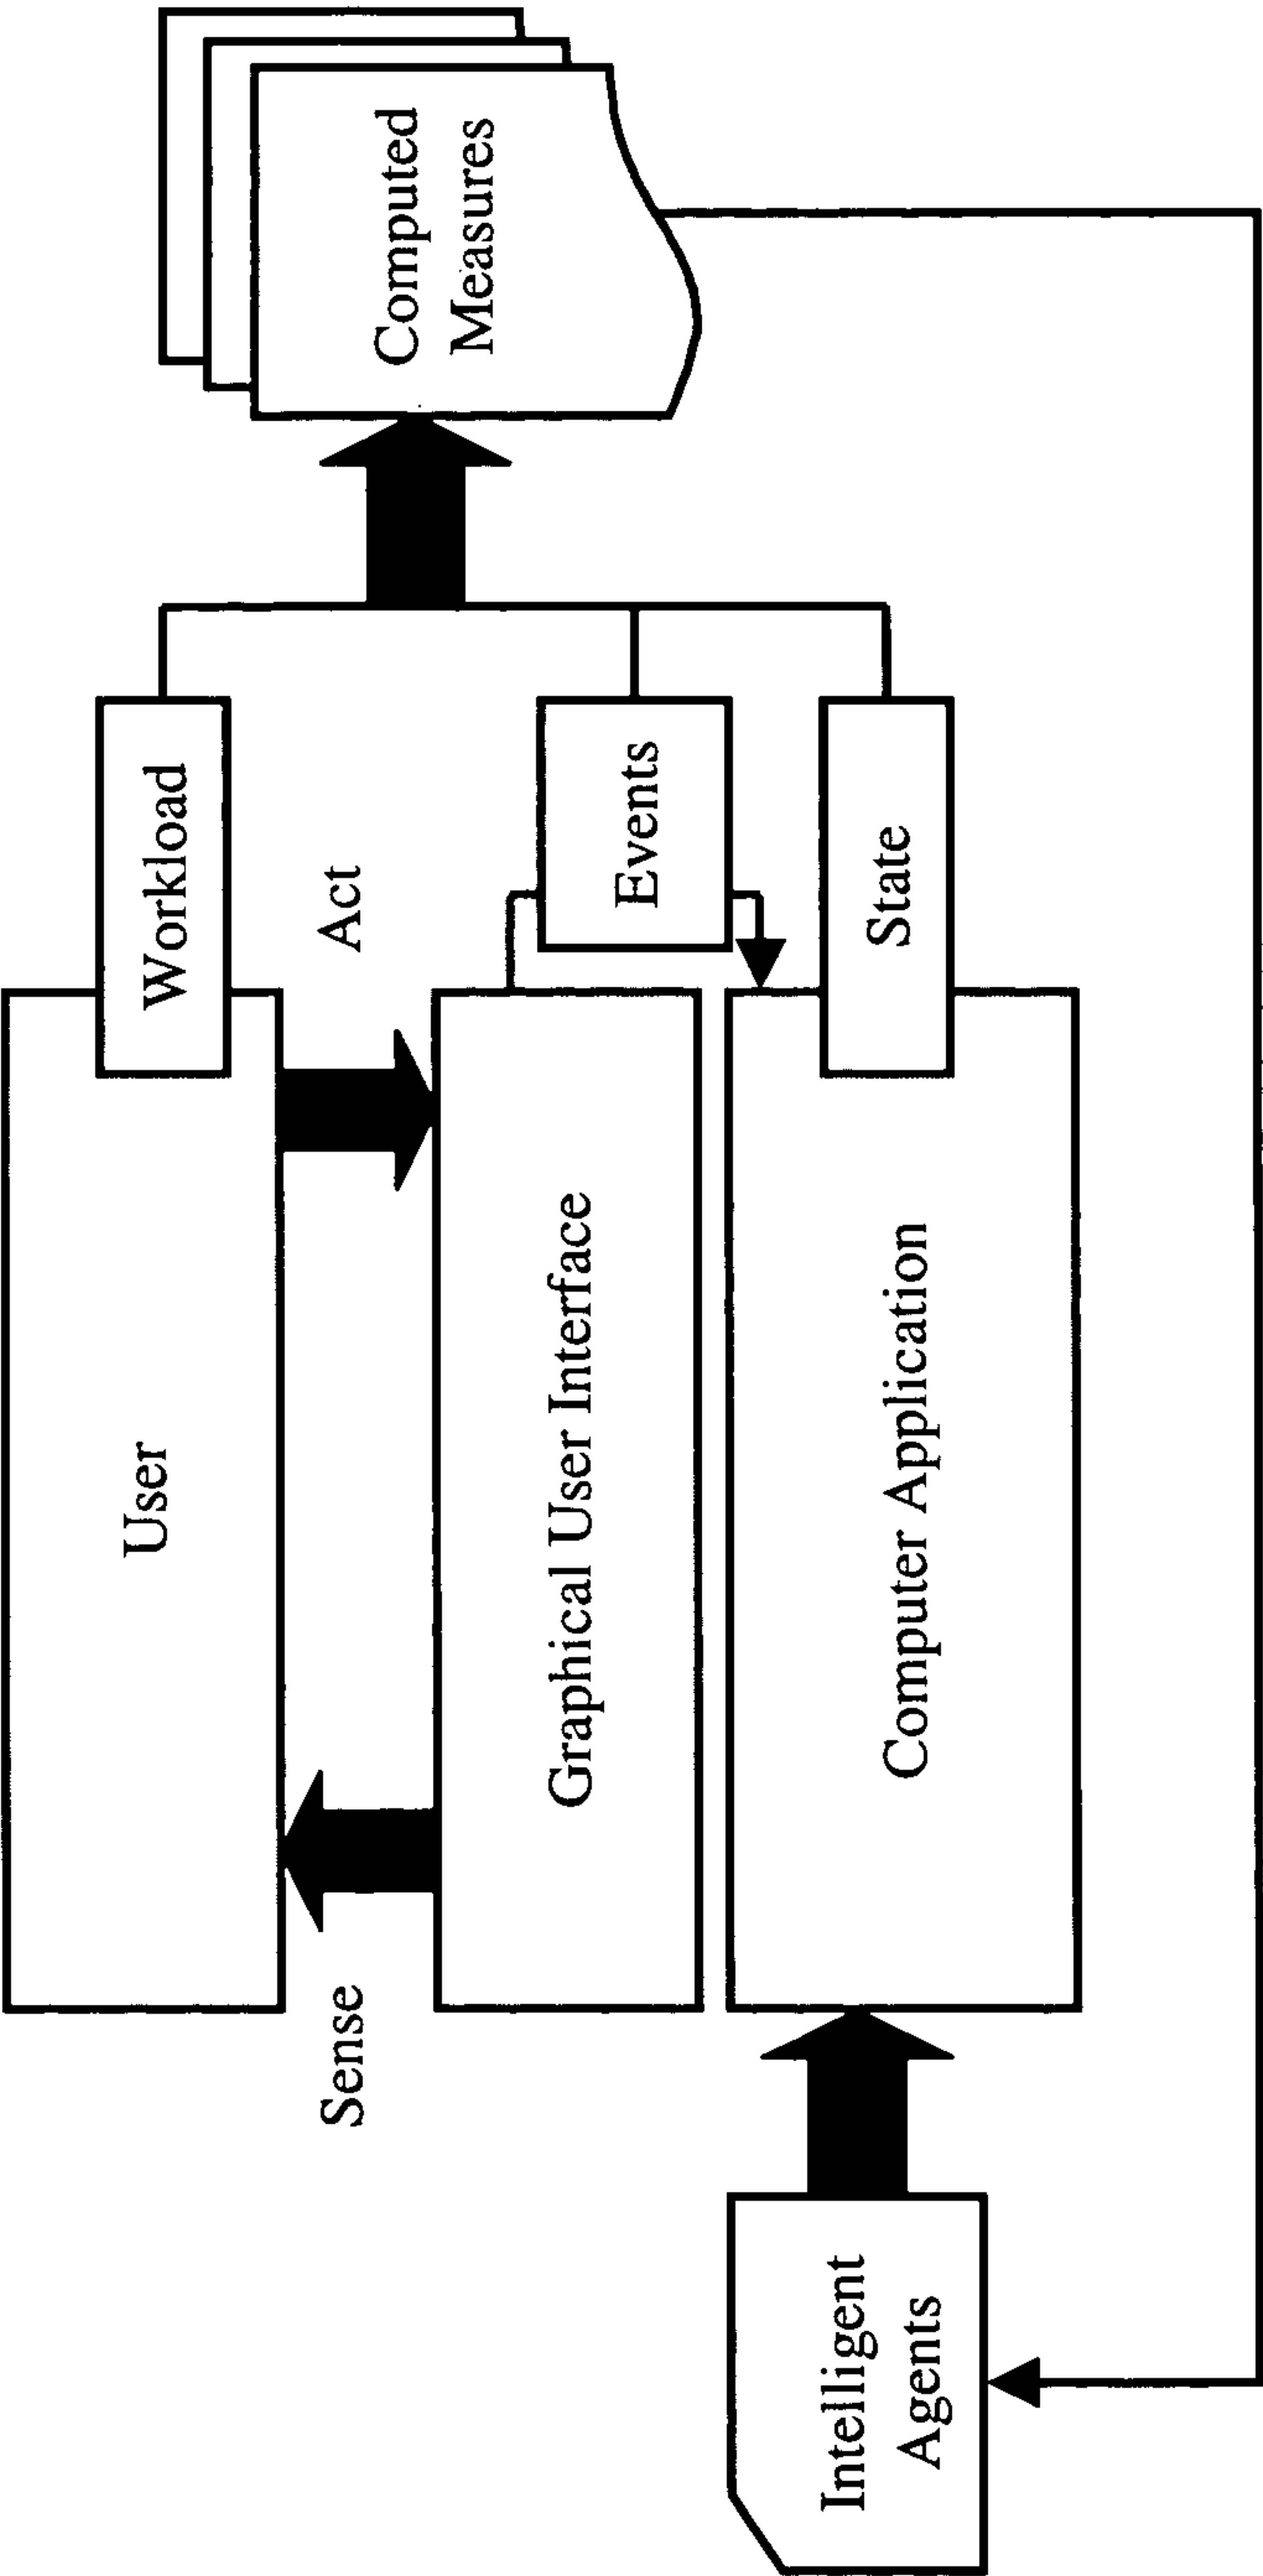 User
Workload
Sense
Act
Computed
Measures
Graphical User Interface
Events
Computer Application
State
Intelligent
Agents